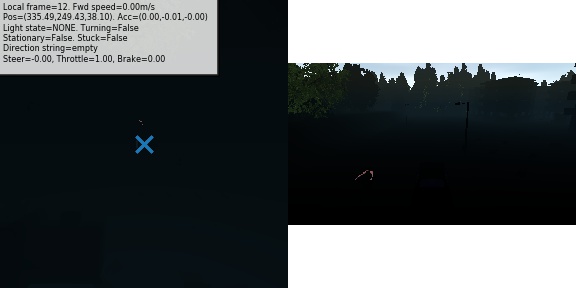 Local frame=12. Fwd speed=0.00m/s
Pos=(335.49,249.43,38.10). Acc=(0.00,-0.01,-0.00)
Light state=NONE. Turning=False
Stationary=False. Stuck=False
Direction string=empty
Steer=-0.00, Throttle=1.00, Brake=0.00